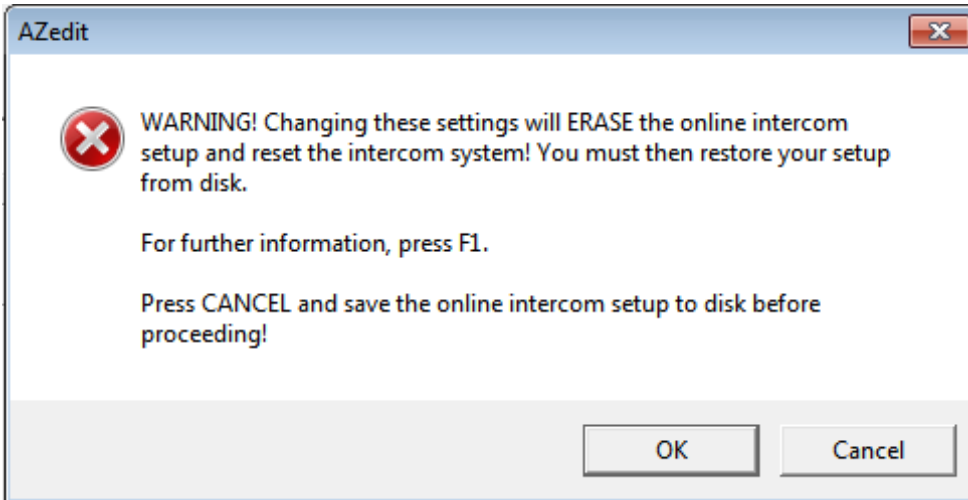 AZedit
WARNING! Changing these settings will ERASE the online intercom
setup and reset the intercom system! You must then restore your setup
from disk.
For further information, press F1.
Press CANCEL and save the online intercom setup to disk before
proceeding!
OK
Cancel